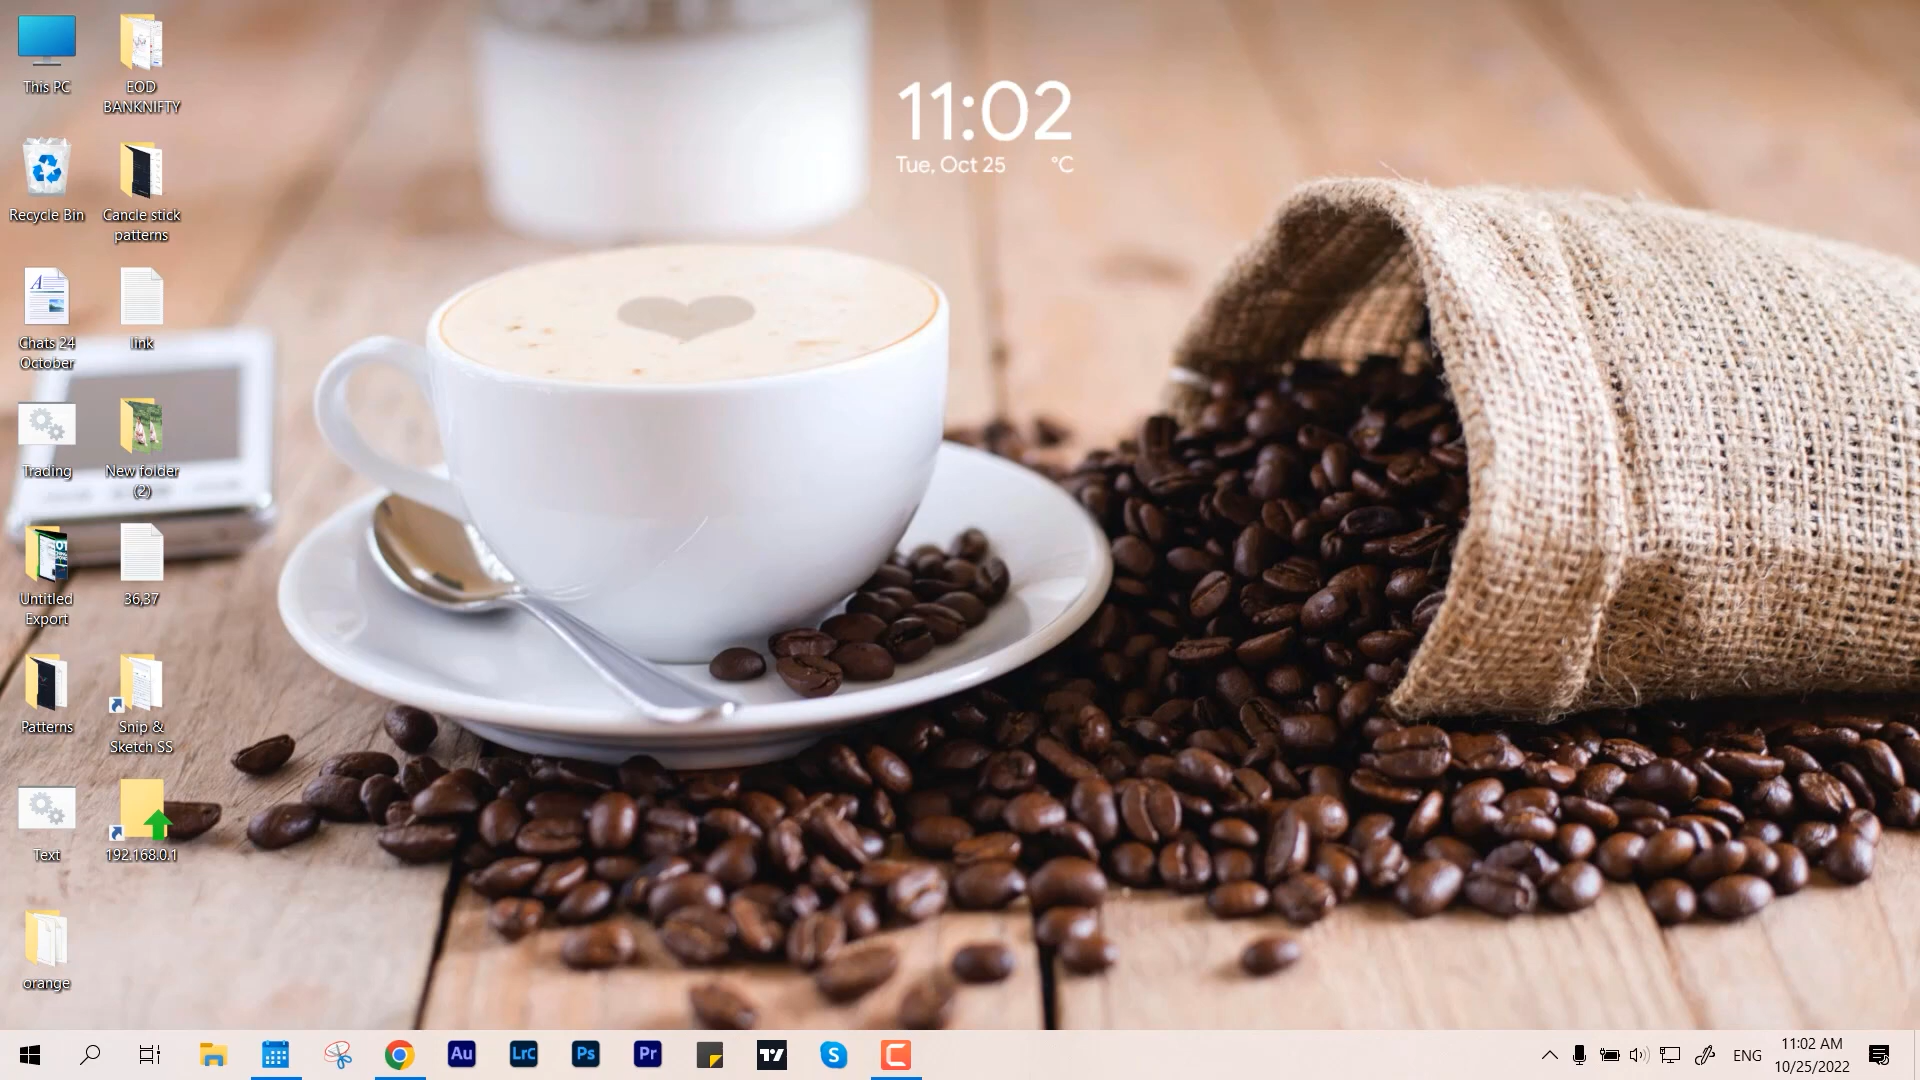 This PC
EOD
BANKNIFTY
Recycle Bin
Cancle stick
patterns
Chats 24
October
link
Trading
New folder
(2)
Untitled
Export
36,37
Patterns
Snip &
Sketch SS
Text
192.168.0.1
orange
11:02
Tue, Oct 25 °C
Au
LrC
Ps
Pr
S
ENG
11:02 AM
10/25/2022